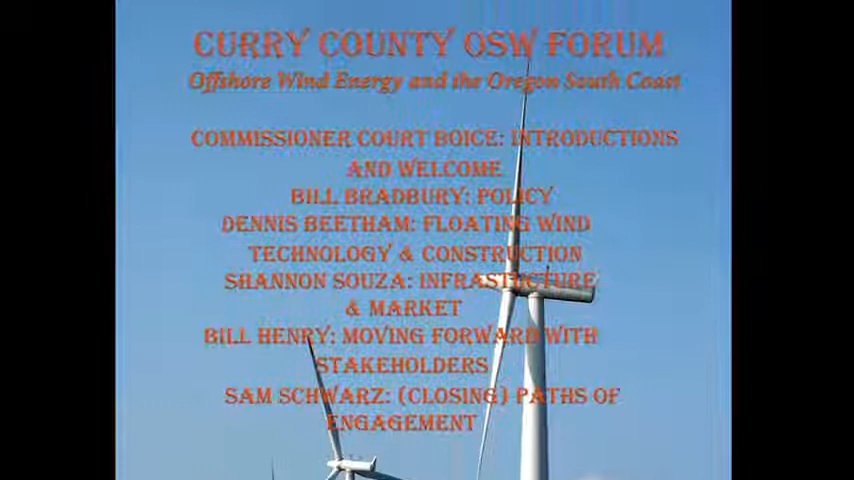 CURRY COUNTY OSW FORUM
Offshore Wind Energy and the Oregon South Coast
COMMISSIONER COURT BOICE: INTRODUCTIONS
AND WELCOME
BILL BRADBURY: POLICY
DENNIS BEETHAM: FLOATING WIND
TECHNOLOGY & CONSTRUCTION
SHANNON SOUZA: INFRASTUCTURE
& MARKET
BILL HENRY: MOVING FORWARD WITH
STAKEHOLDERS
SAM SCHWARZ: (CLOSING) PATHS OF
ENGAGEMENT